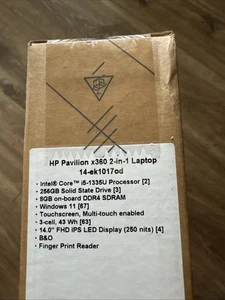 HP Pavilion x360 2-in-1 Laptop
14-ek1017od
- Intel® Core™ i5-1335U Processor [2]
- 256GB Solid State Drive [3]
- 8GB on-board DDR4 SDRAM
- Windows 11 [67]
- Touchscreen, Multi-touch enabled
- 3-cell, 43 Wh [63]
- 14.0" FHD IPS LED Display (250 nits) [4]
- B&O
- Finger Print Reader